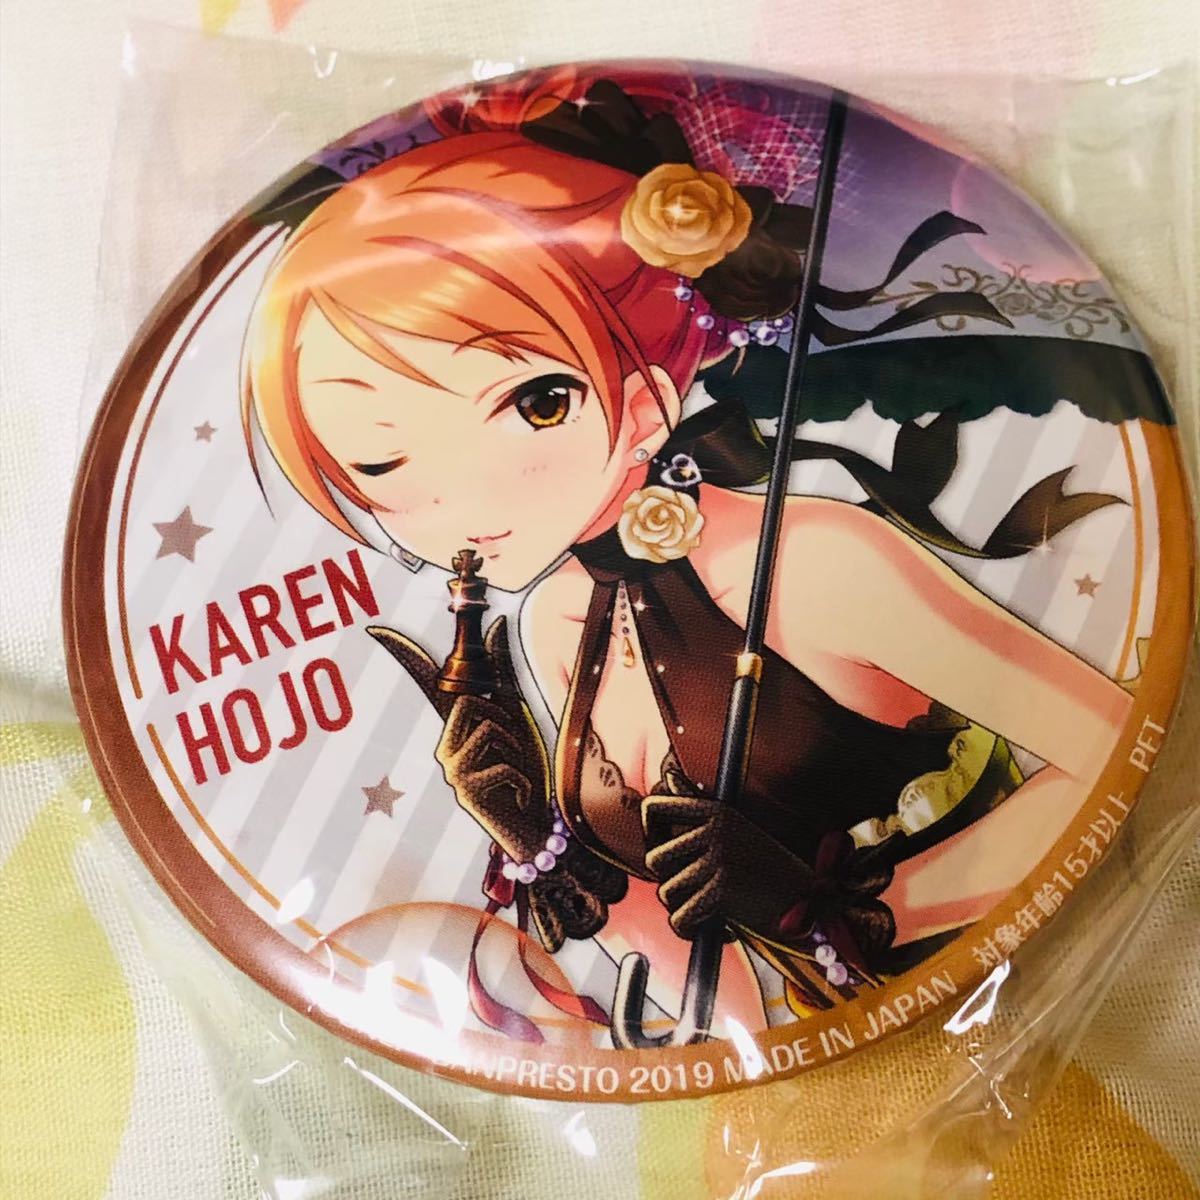 KAREN
HOJO
BANPRESTO 2019 MADE IN JAPAN 対象年齢15才以上 PET